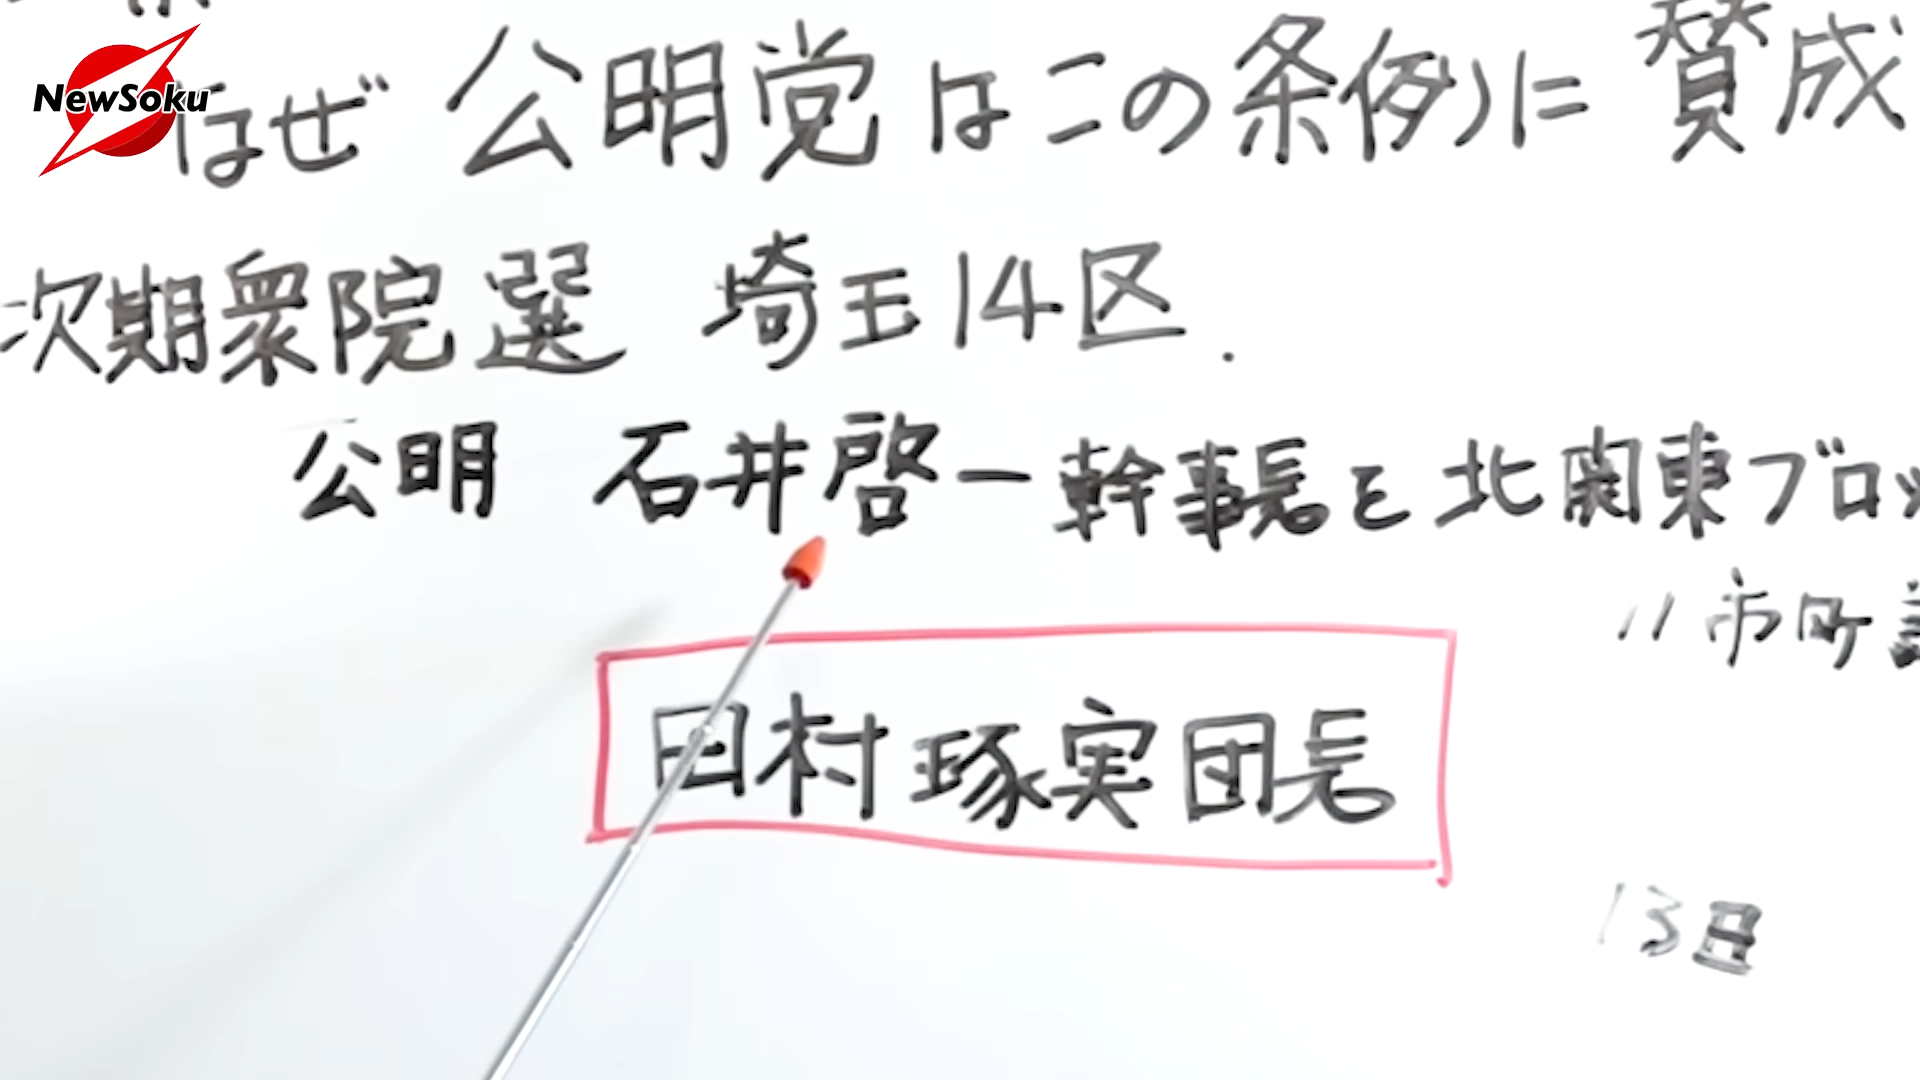 NewSoku
なぜ 公明党はこの条例に賛成
次期衆院選 埼玉14区.
公明 石井啓一幹事長を北関東ブロッ
〃市町
田村琢実団長
13日